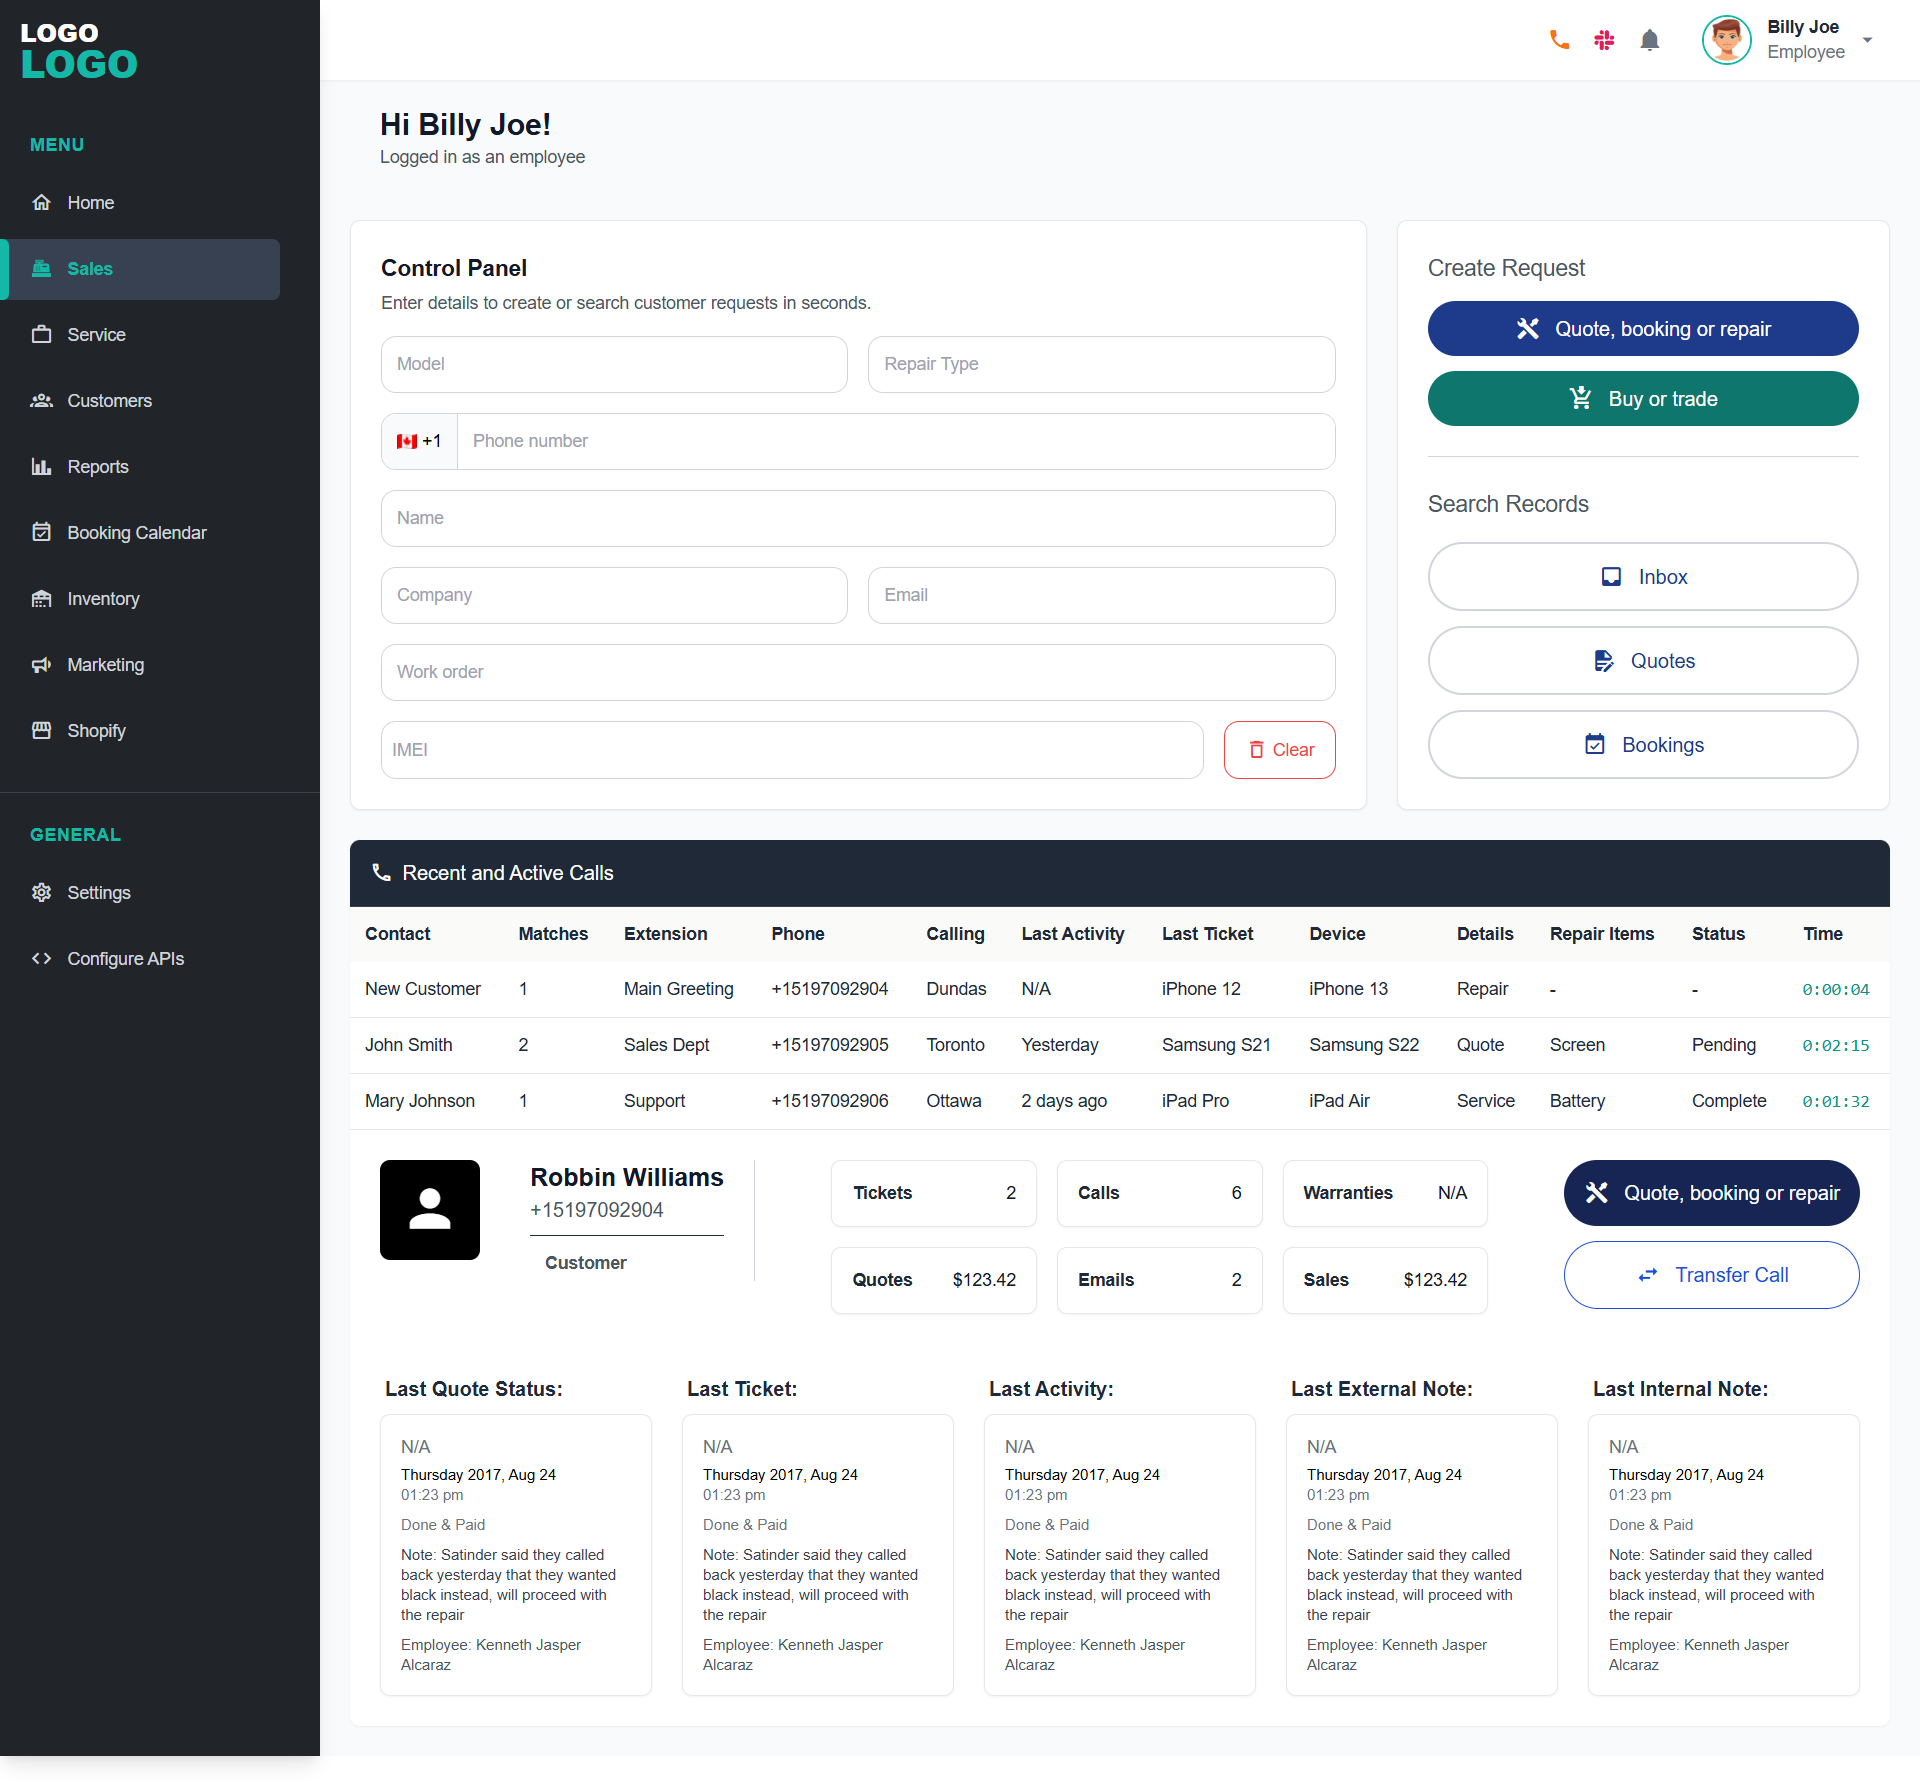 LOGO
LOGO
MENU
Home
Sales
Service
Customers
Reports
Booking Calendar
Inventory
Marketing
Shopify
GENERAL
Settings
Configure APIs
Billy Joe
Employee
Hi Billy Joe!
Logged in as an employee
Control Panel
Enter details to create or search customer requests in seconds.
Model
Repair Type
🇨🇦 +1
Phone number
Name
Company
Email
Work order
IMEI
Clear
Create Request
Quote, booking or repair
Buy or trade
Search Records
Inbox
Quotes
Bookings
Recent and Active Calls
Contact Matches Extension Phone Calling Last Activity Last Ticket Device Details Repair Items Status Time
New Customer 1 Main Greeting +15197092904 Dundas N/A iPhone 12 iPhone 13 Repair - - 0:00:04
John Smith 2 Sales Dept +15197092905 Toronto Yesterday Samsung S21 Samsung S22 Quote Screen Pending 0:02:15
Mary Johnson 1 Support +15197092906 Ottawa 2 days ago iPad Pro iPad Air Service Battery Complete 0:01:32
Robbin Williams
+15197092904
Customer
Tickets 2
Calls 6
Warranties N/A
Quotes $123.42
Emails 2
Sales $123.42
Quote, booking or repair
Transfer Call
Last Quote Status:
N/A
Thursday 2017, Aug 24
01:23 pm
Done & Paid
Note: Satinder said they called
back yesterday that they wanted
black instead, will proceed with
the repair
Employee: Kenneth Jasper
Alcaraz
Last Ticket:
N/A
Thursday 2017, Aug 24
01:23 pm
Done & Paid
Note: Satinder said they called
back yesterday that they wanted
black instead, will proceed with
the repair
Employee: Kenneth Jasper
Alcaraz
Last Activity:
N/A
Thursday 2017, Aug 24
01:23 pm
Done & Paid
Note: Satinder said they called
back yesterday that they wanted
black instead, will proceed with
the repair
Employee: Kenneth Jasper
Alcaraz
Last External Note:
N/A
Thursday 2017, Aug 24
01:23 pm
Done & Paid
Note: Satinder said they called
back yesterday that they wanted
black instead, will proceed with
the repair
Employee: Kenneth Jasper
Alcaraz
Last Internal Note:
N/A
Thursday 2017, Aug 24
01:23 pm
Done & Paid
Note: Satinder said they called
back yesterday that they wanted
black instead, will proceed with
the repair
Employee: Kenneth Jasper
Alcaraz